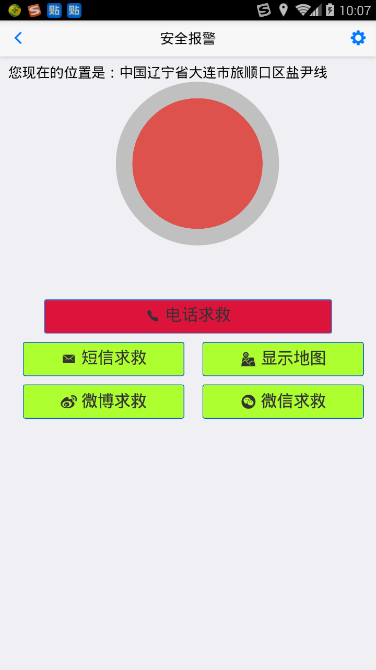 贴 贴 10:07
安全报警
您现在的位置是：中国辽宁省大连市旅顺口区盐尹线
电话求救
短信求救 显示地图
微博求救 微信求救